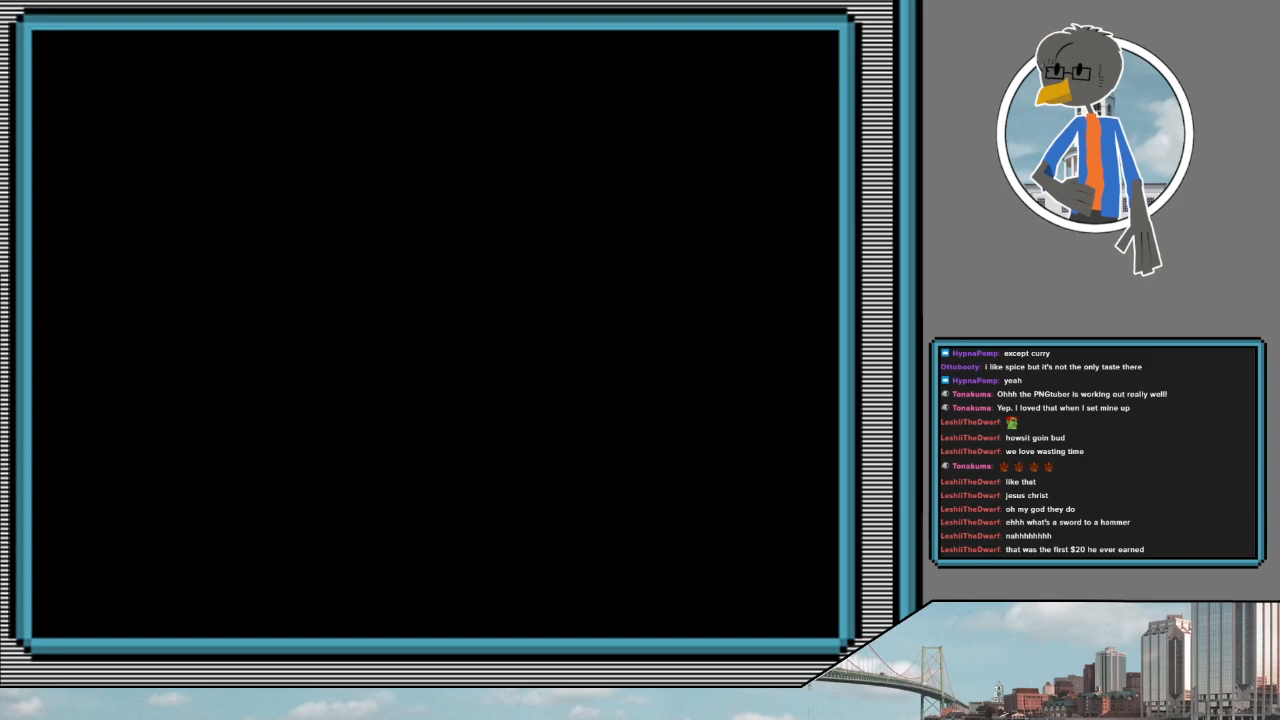 HypnaPomp: except curry
Ottobooty: i like spice but it's not the only taste there
HypnaPomp: yeah
Tonakuma: Ohhh the PNGtuber is working out really well!
Tonakuma: Yep. I loved that when I set mine up
LeshiiTheDwarf:
LeshiiTheDwarf: howsit goin bud
LeshiiTheDwarf: we love wasting time
Tonakuma:
LeshiiTheDwarf: like that
LeshiiTheDwarf: jesus christ
LeshiiTheDwarf: oh my god they do
LeshiiTheDwarf: ehhh what's a sword to a hammer
LeshiiTheDwarf: nahhhhhhhh
LeshiiTheDwarf: that was the first $20 he ever earned